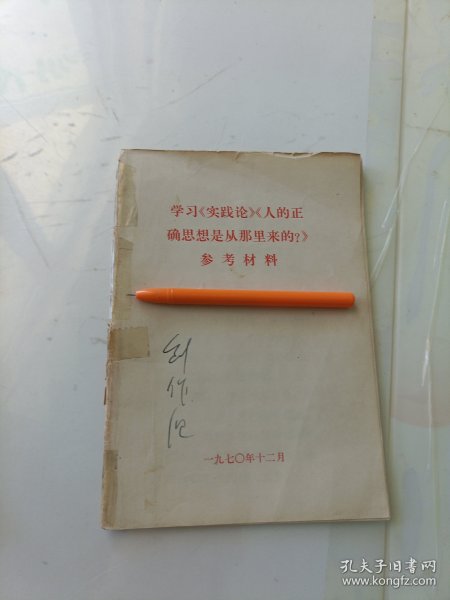 学习《实践论》《人的正
确思想是从那里来的?》
参考材料
作
一九七〇年十二月
孔夫子旧书网
www.kongfz.com